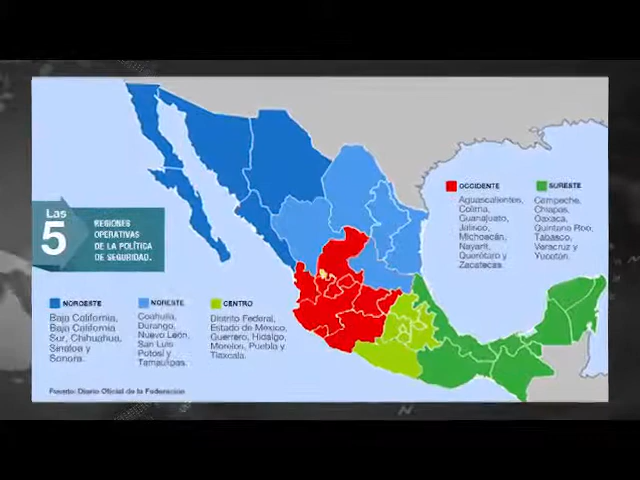 Las
5
REGIONES
OPERATIVAS
DE LA POLÍTICA
DE SEGURIDAD.
OCCIDENTE
Aguascalientes,
Colima,
Guanajuato,
Jalisco,
Michoacán,
Nayarit,
Querétaro y
Zacatecas.
SURESTE
Campeche,
Chiapas,
Oaxaca,
Quintana Roo,
Tabasco,
Veracruz y
Yucatán.
NOROESTE
Baja California,
Baja California
Sur, Chihuahua,
Sinaloa y
Sonora.
NORESTE
Coahuila,
Durango,
Nuevo León,
San Luis
Potosí y
Tamaulipas.
CENTRO
Distrito Federal,
Estado de México,
Guerrero, Hidalgo,
Morelos, Puebla y
Tlaxcala.
Fuente: Diario Oficial de la Federación